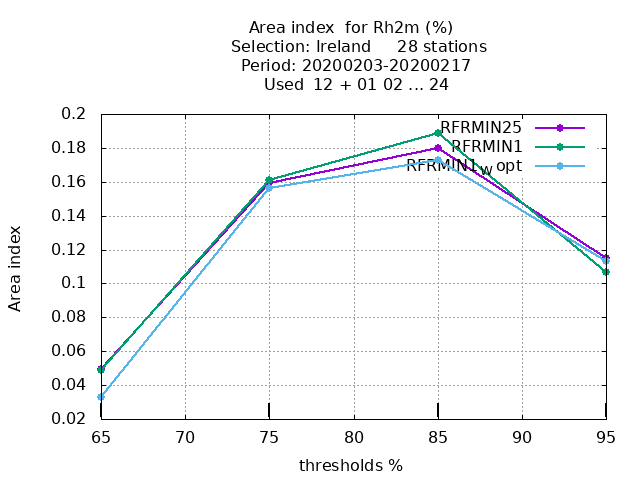 Area index  for Rh2m (%)
Selection: Ireland     28 stations
Period: 20200203-20200217
Used  12 + 01 02 ... 24
Area index
0.2
0.18
0.16
0.14
0.12
0.1
0.08
0.06
0.04
0.02
RFRMIN25
RFRMIN1
RFRMIN1w opt
65 70 75 80 85 90 95
thresholds %